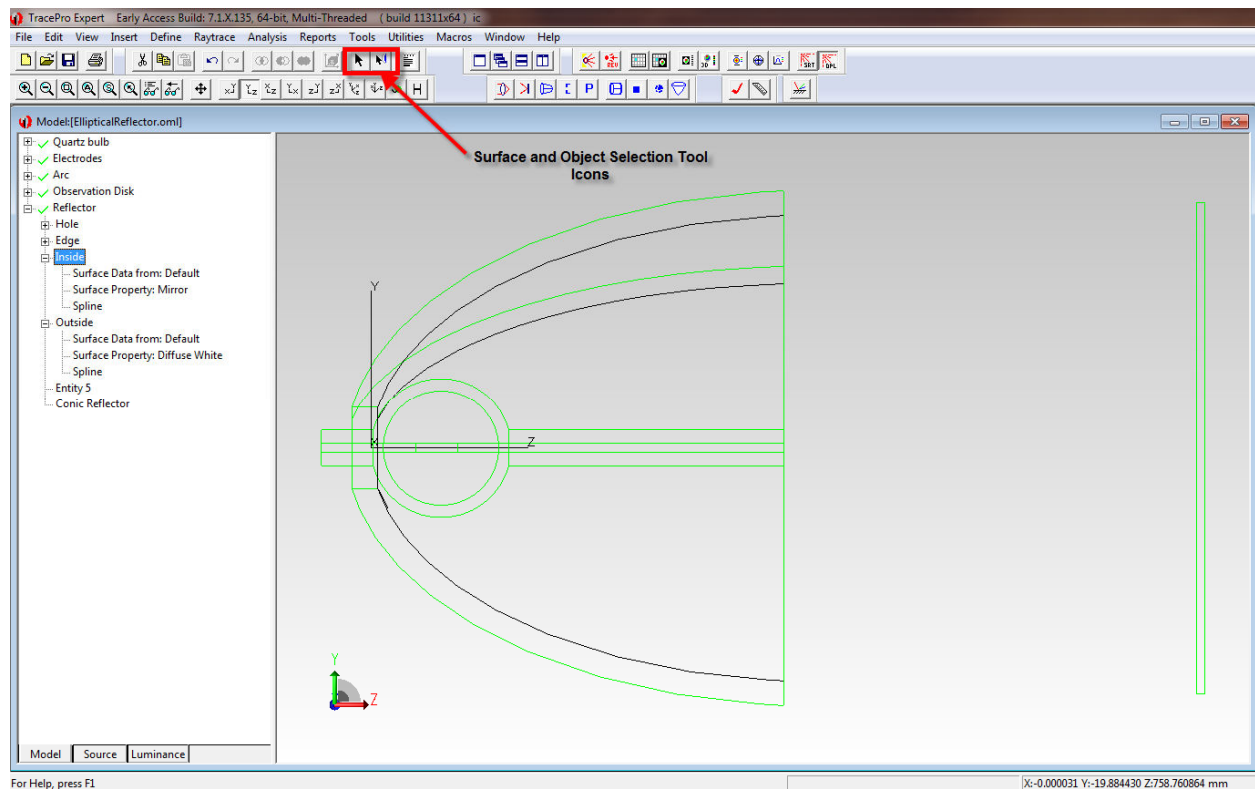 TracePro Expert Early Access Build: 7.1.X.135, 64-bit, Multi-Threaded ( build 11311x64 ) ic
File Edit View Insert Define Raytrace Analysis Reports Tools Utilities Macros Window Help
Surface and Object Selection Tool
Icons
Model:[EllipticalReflector.oml]
Quartz bulb
Electrodes
Arc
Observation Disk
Reflector
Hole
Edge
Inside
Surface Data from: Default
Surface Property: Mirror
Spline
Outside
Surface Data from: Default
Surface Property: Diffuse White
Spline
Entity 5
Conic Reflector
Y
X
Z
Y
Z
Model Source Luminance
For Help, press F1
X:-0.000031 Y:-19.884430 Z:758.760864 mm